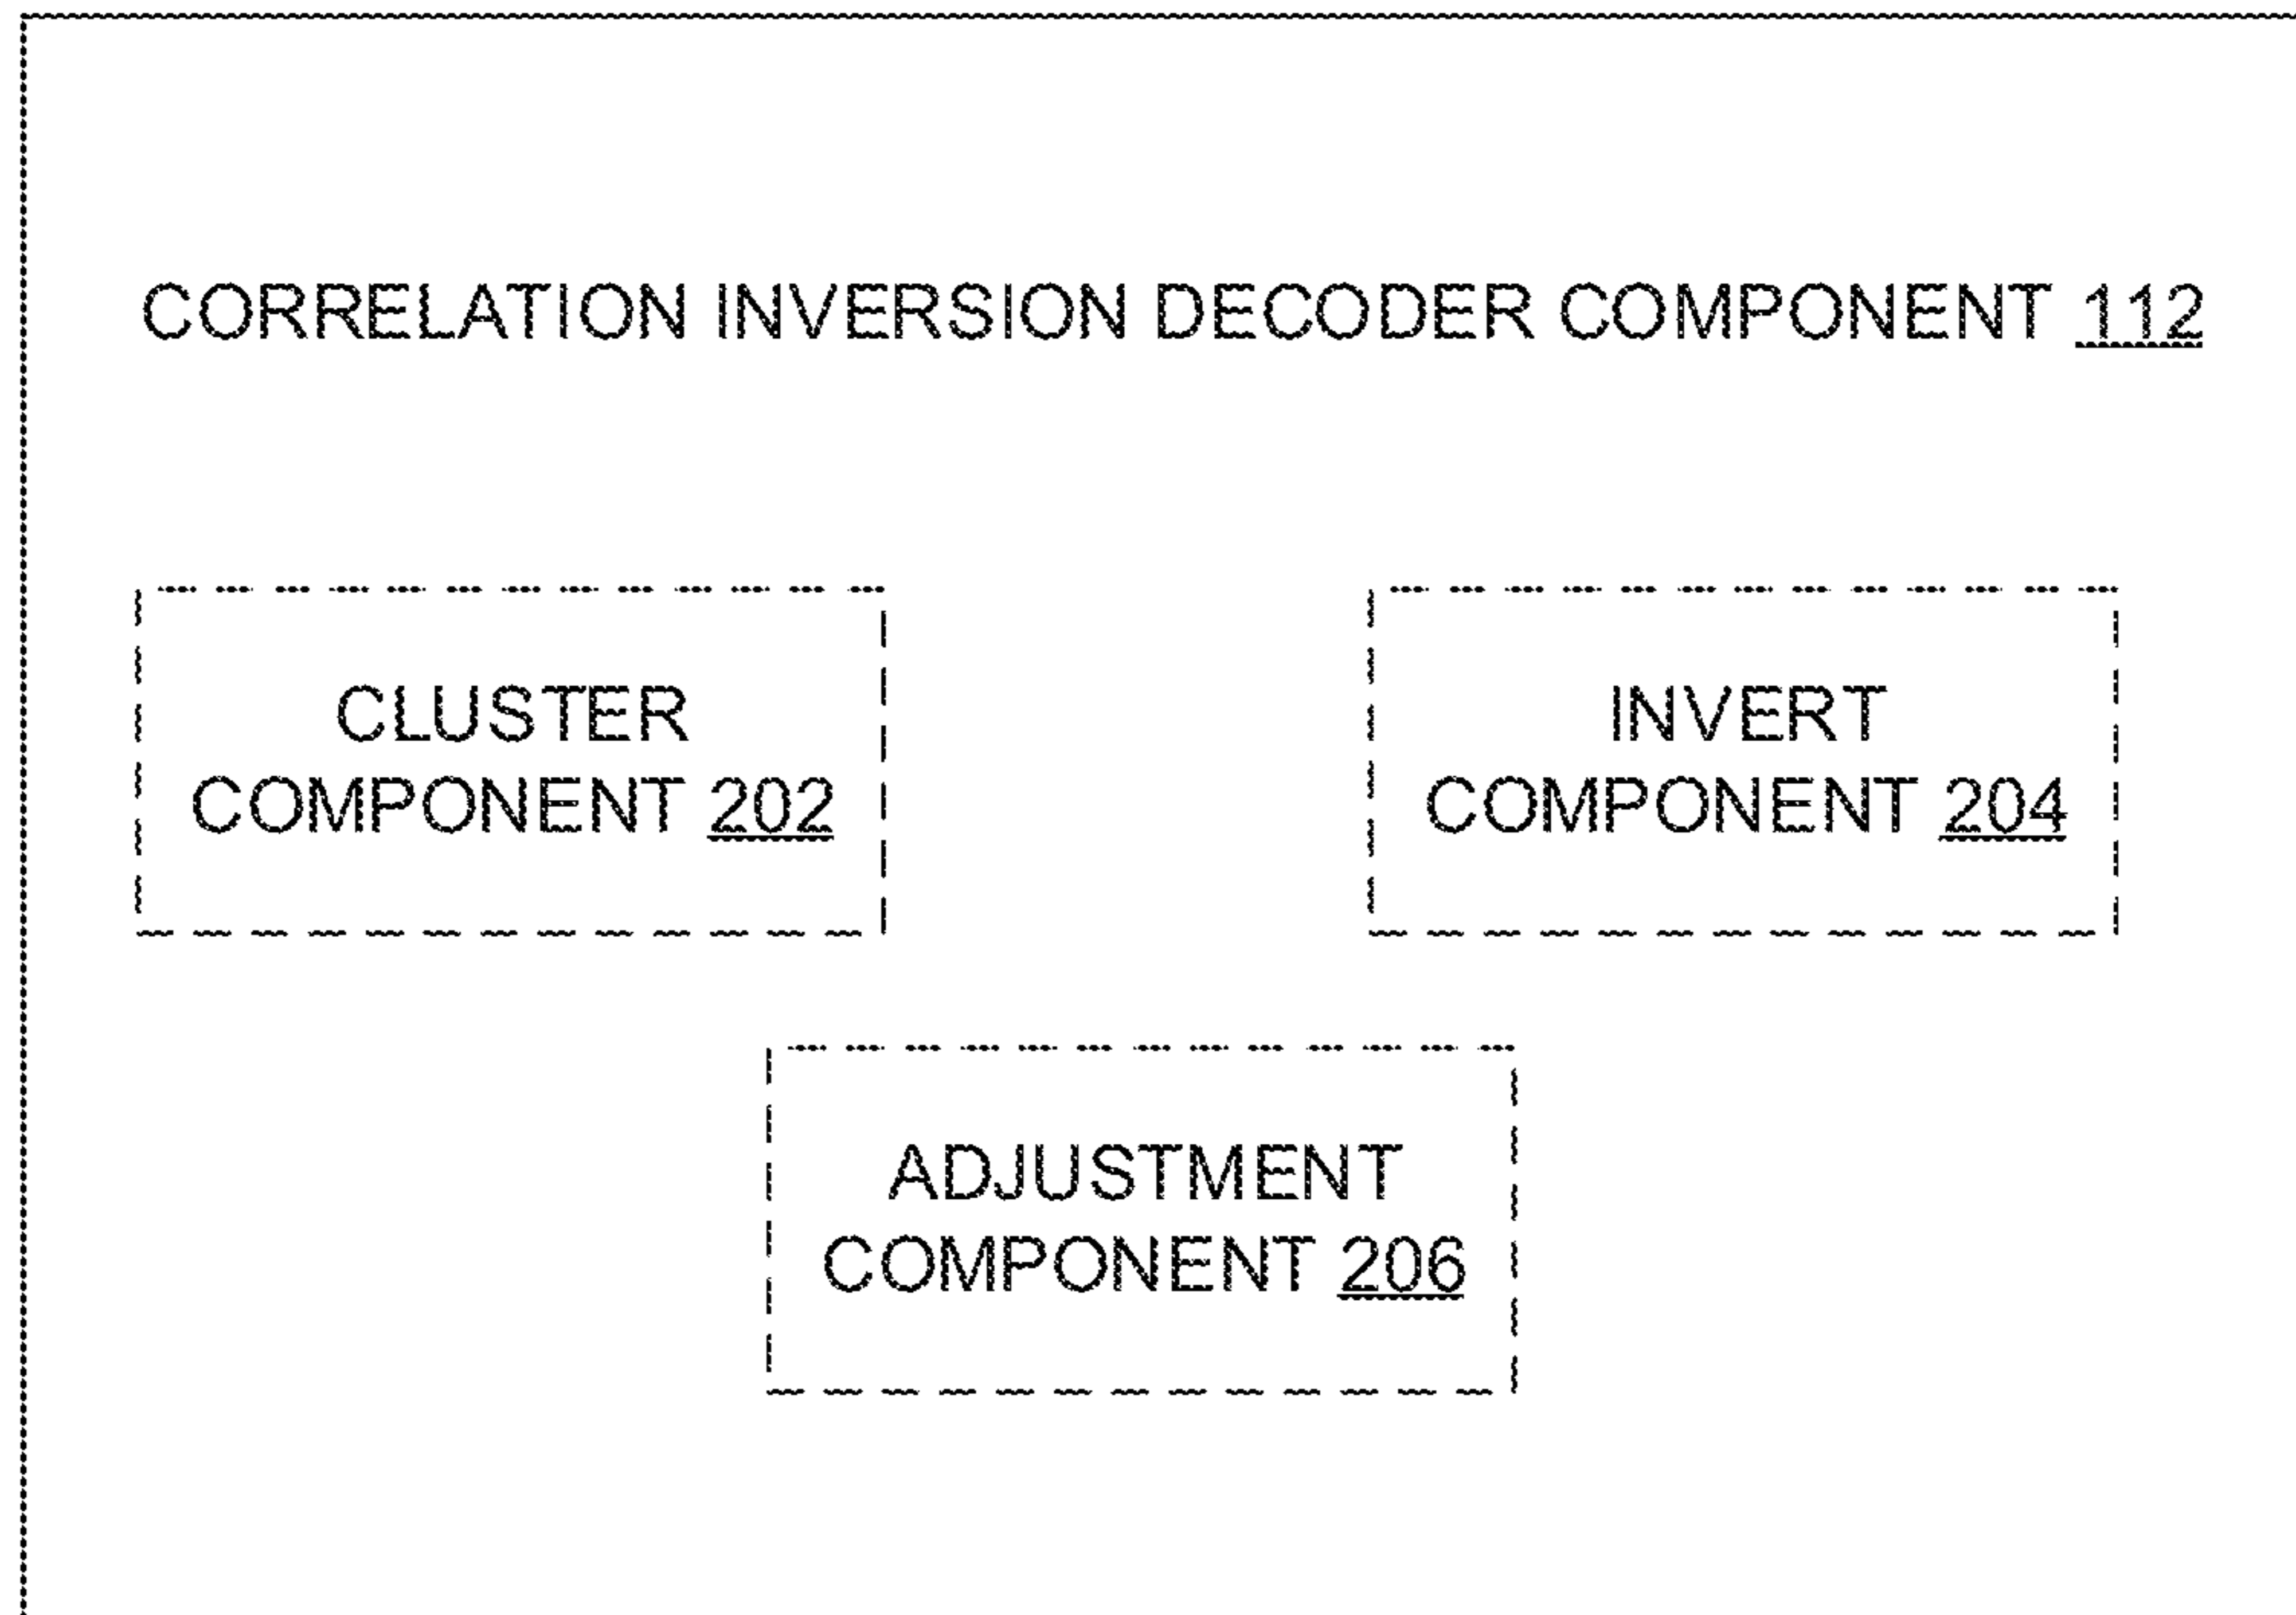 CORRELATION INVERSION DECODER COMPONENT 112
CLUSTER
COMPONENT 202
INVERT
COMPONENT 204
ADJUSTMENT
COMPONENT 206